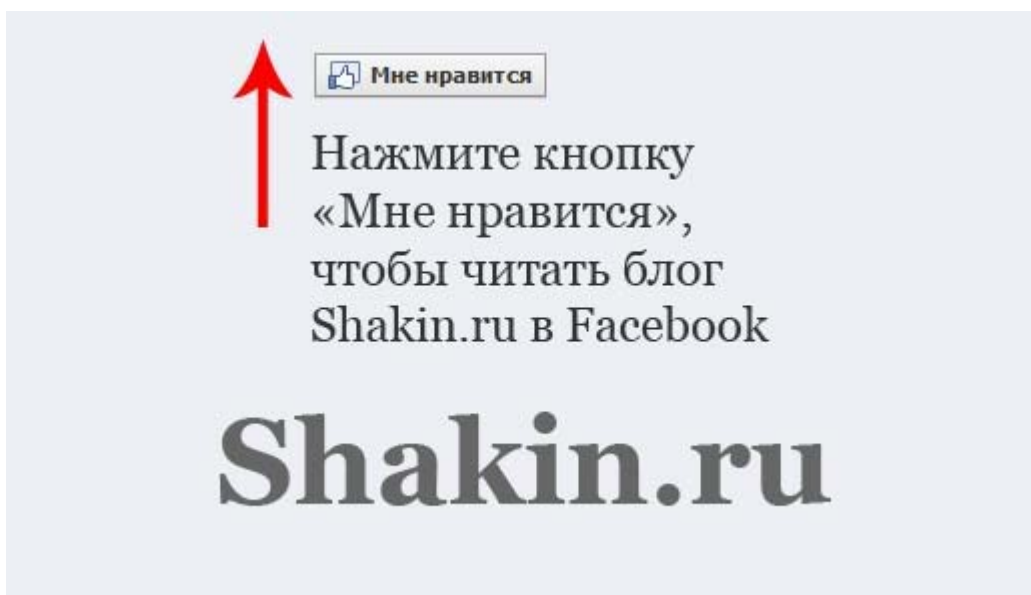 Мне нравится
Нажмите кнопку
«Мне нравится»,
чтобы читать блог
Shakin.ru в Facebook
Shakin.ru